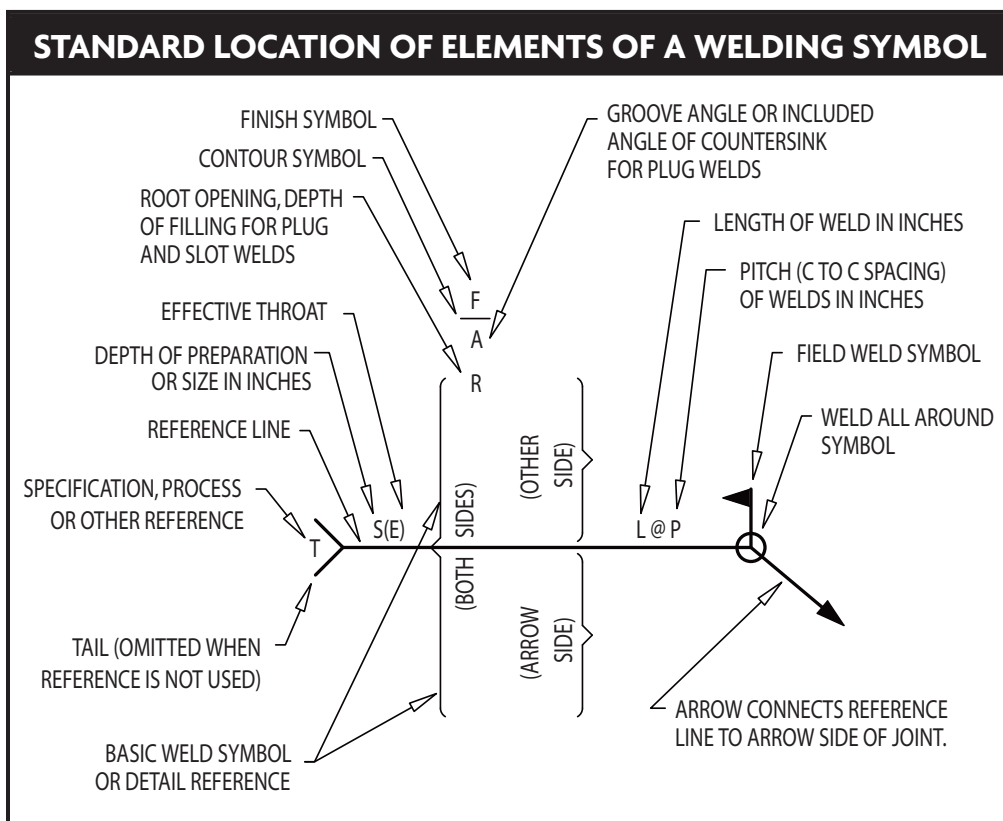 STANDARD LOCATION OF ELEMENTS OF A WELDING SYMBOL
FINISH SYMBOL
CONTOUR SYMBOL
ROOT OPENING, DEPTH
OF FILLING FOR PLUG
AND SLOT WELDS
EFFECTIVE THROAT
DEPTH OF PREPARATION
OR SIZE IN INCHES
REFERENCE LINE
SPECIFICATION, PROCESS
OR OTHER REFERENCE
TAIL (OMITTED WHEN
REFERENCE IS NOT USED)
BASIC WELD SYMBOL
OR DETAIL REFERENCE
GROOVE ANGLE OR INCLUDED
ANGLE OF COUNTERSINK
FOR PLUG WELDS
LENGTH OF WELD IN INCHES
PITCH (C TO C SPACING)
OF WELDS IN INCHES
FIELD WELD SYMBOL
WELD ALL AROUND
SYMBOL
ARROW CONNECTS REFERENCE
LINE TO ARROW SIDE OF JOINT.
F
A
R
T
S(E)
L @ P
(BOTH SIDES)
(OTHER
SIDE)
(ARROW
SIDE)